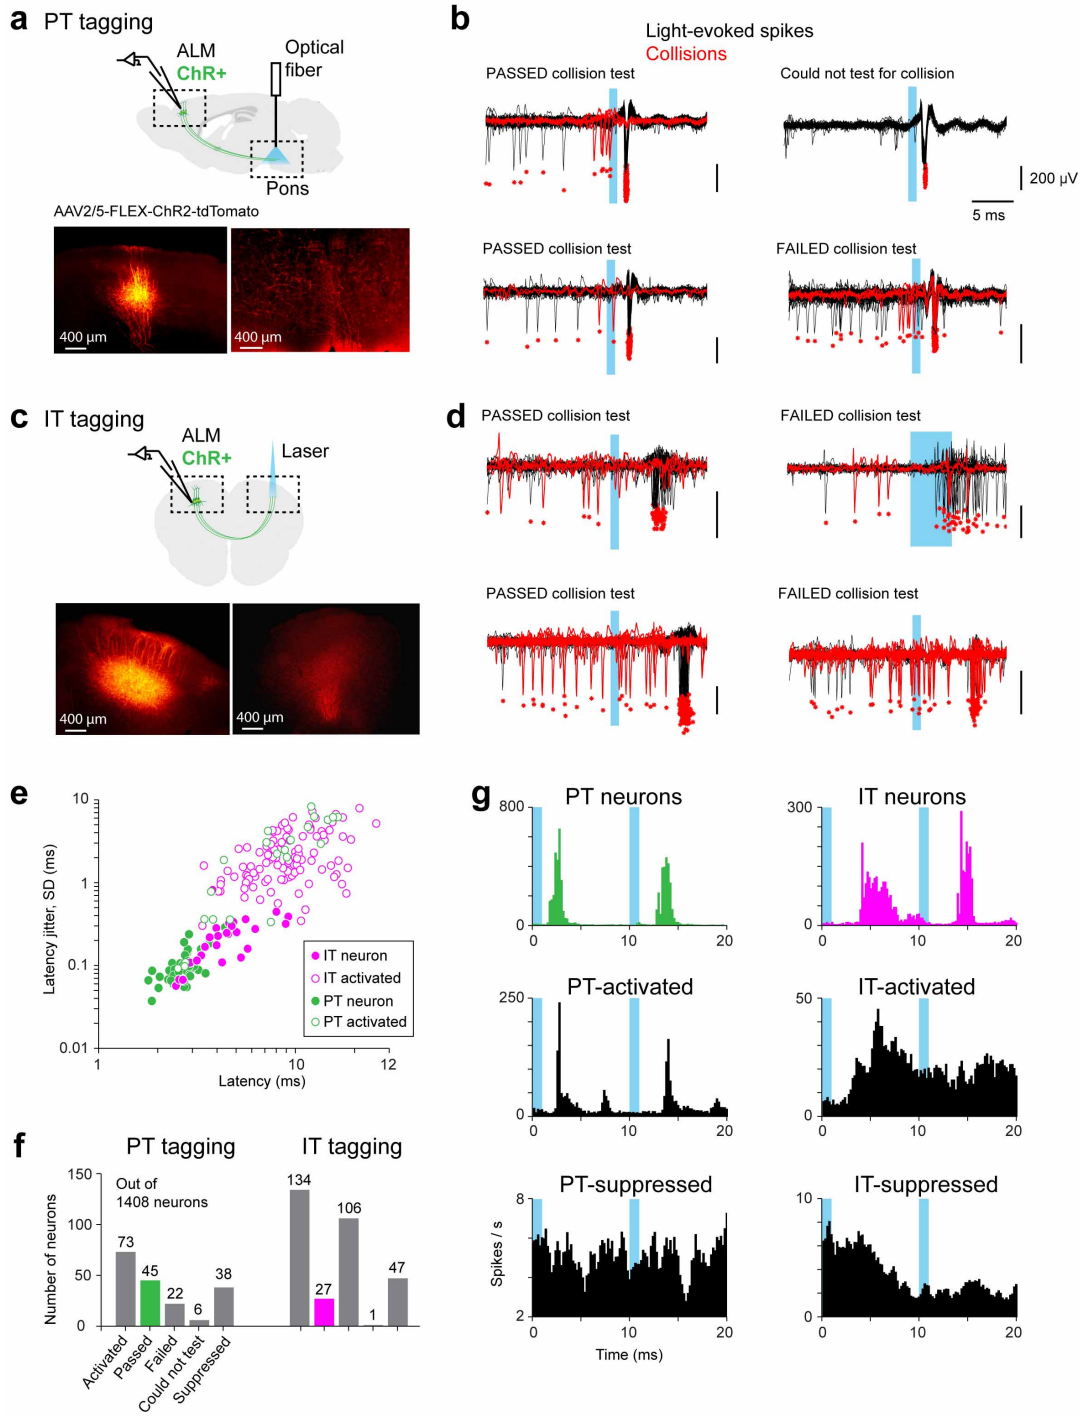 a PT tagging
ALM
ChR+
Optical
fiber
Pons
AAV2/5-FLEX-ChR2-tdTomato
400 µm
400 µm
b
Light-evoked spikes
Collisions
PASSED collision test
Could not test for collision
200 µV
5 ms
PASSED collision test
FAILED collision test
c IT tagging
ALM
ChR+
Laser
400 µm
400 µm
d
PASSED collision test
FAILED collision test
PASSED collision test
FAILED collision test
e
Latency jitter, SD (ms)
10
1
0.1
0.01
1
10
12
Latency (ms)
IT neuron
IT activated
PT neuron
PT activated
f
PT tagging
IT tagging
Number of neurons
150
100
50
0
Out of
1408 neurons
73
45
22
6
38
134
27
106
1
47
Activated
Passed
Failed
Could not test
Suppressed
g
PT neurons
800
0
0
10
20
IT neurons
300
0
0
10
20
PT-activated
250
0
0
10
20
IT-activated
50
0
0
10
20
PT-suppressed
Spikes / s
8
2
0
10
20
Time (ms)
IT-suppressed
10
0
0
10
20